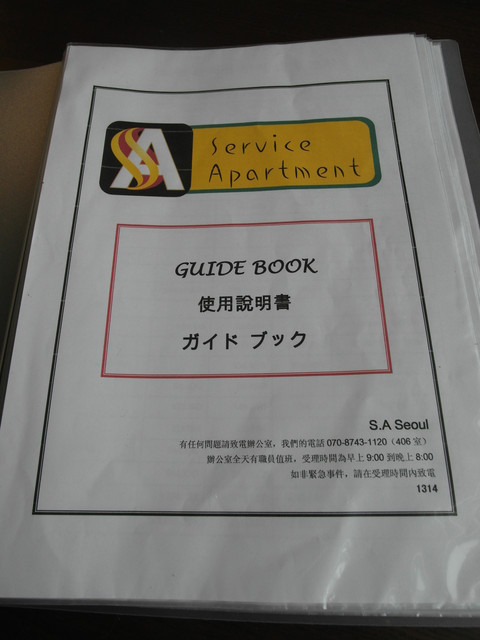 SA
Service
Apartment
GUIDE BOOK
使用說明書
ガイド ブック
S.A Seoul
有任何問題請致電辦公室，我們的電話 070-8743-1120（406 室）
辦公室全天有職員值班，受理時間為早上 9:00 到晚上 8:00
如非緊急事件，請在受理時間內致電
1314